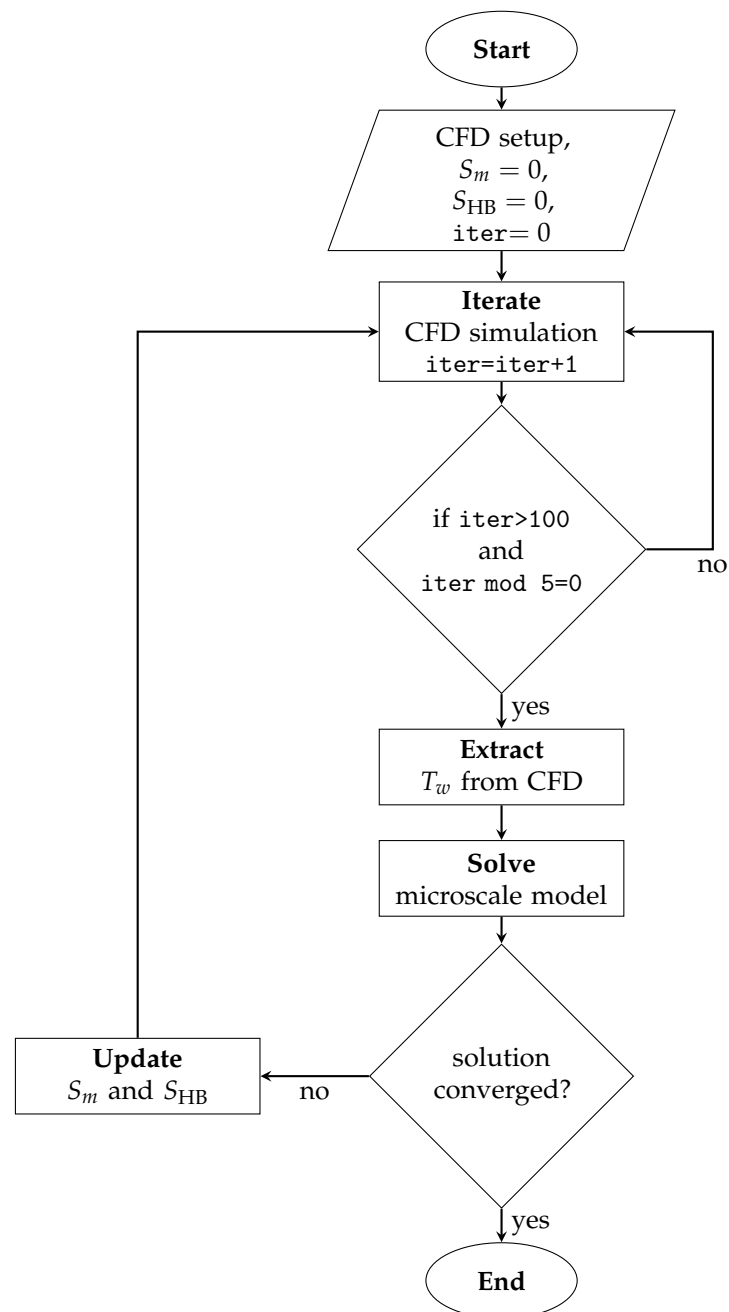 Start
CFD setup,
S_m = 0,
S_HB = 0,
iter= 0
Iterate
CFD simulation
iter=iter+1
if iter>100
and
iter mod 5=0
no
yes
Extract
T_w from CFD
Solve
microscale model
solution
converged?
no
Update
S_m and S_HB
yes
End